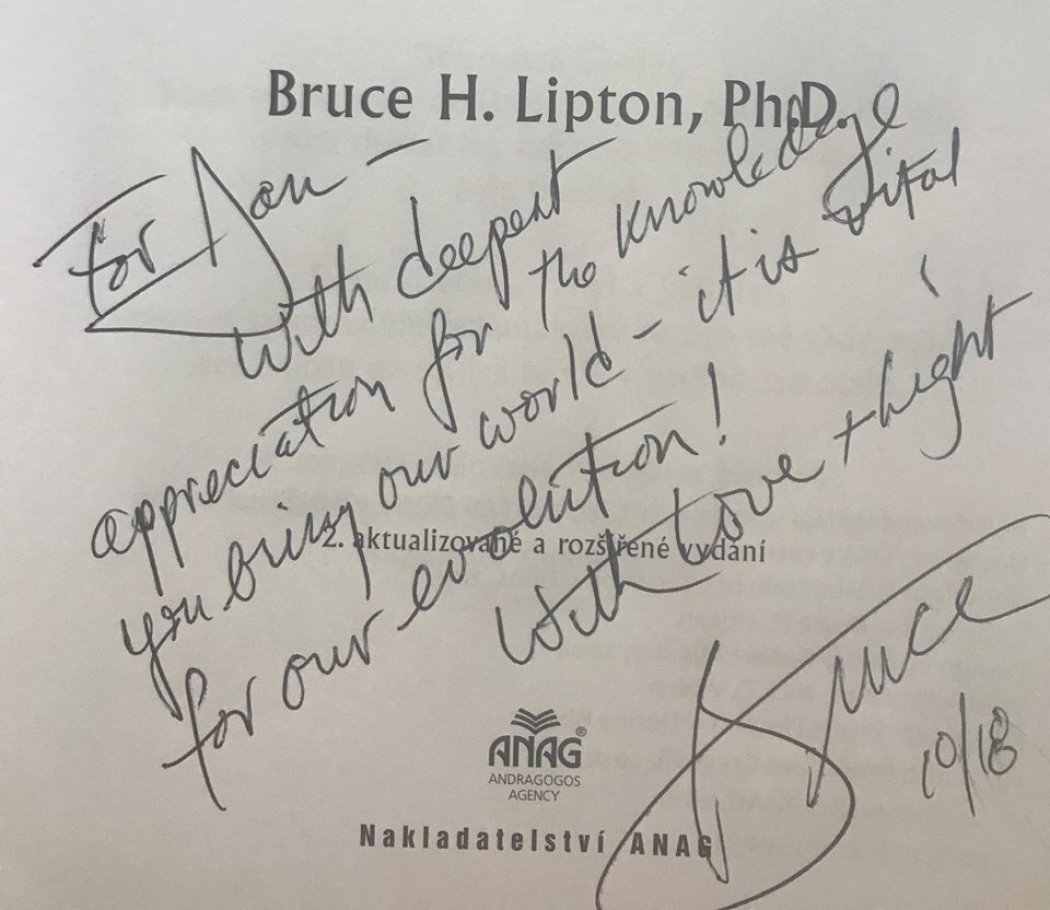 Bruce H. Lipton, Ph.D.
For —
With deepest
appreciation for the knowledge
you bring our world – it is vital
for our evolution!
With Love + Light
Bruce
10/18
2. aktualizované a rozšířené vydání
ANAG®
ANDRAGOGOS
AGENCY
Nakladatelství ANAG